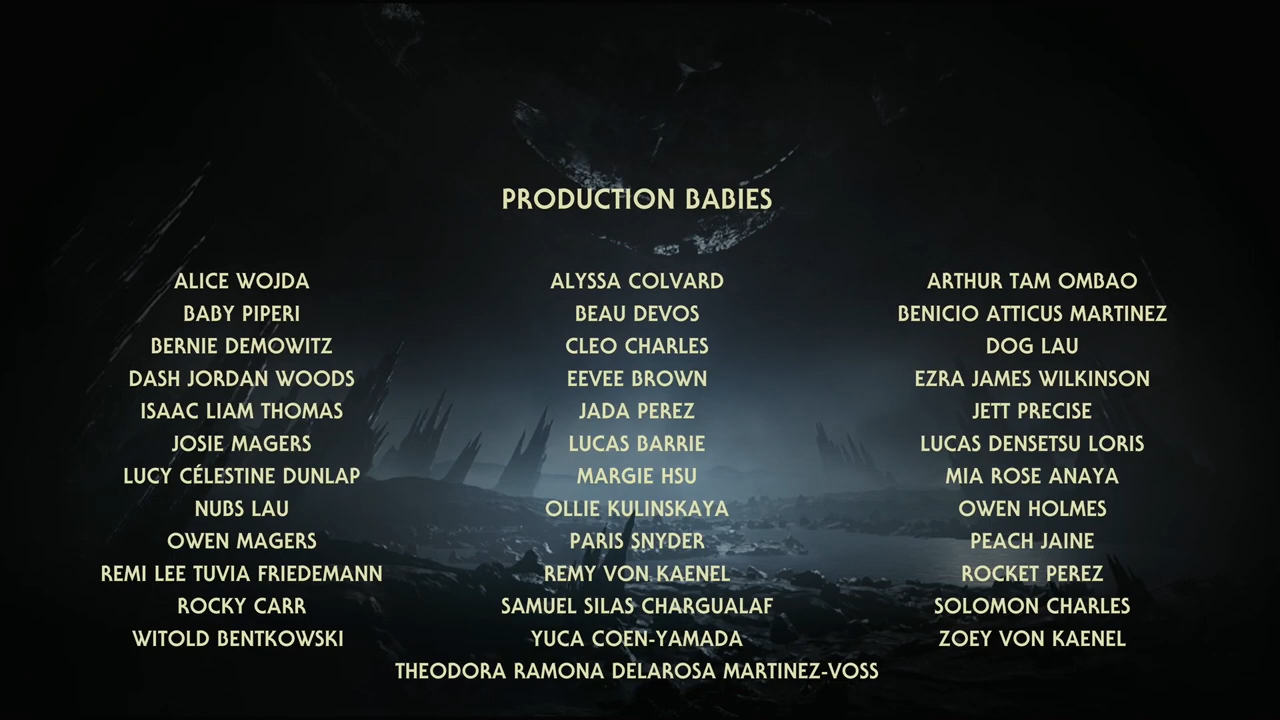 PRODUCTION BABIES
ALICE WOJDA ALYSSA COLVARD ARTHUR TAM OMBAO
BABY PIPERI BEAU DEVOS BENICIO ATTICUS MARTINEZ
BERNIE DEMOWITZ CLEO CHARLES DOG LAU
DASH JORDAN WOODS EEVEE BROWN EZRA JAMES WILKINSON
ISAAC LIAM THOMAS JADA PEREZ JETT PRECISE
JOSIE MAGERS LUCAS BARRIE LUCAS DENSETSU LORIS
LUCY CÉLESTINE DUNLAP MARGIE HSU MIA ROSE ANAYA
NUBS LAU OLLIE KULINSKAYA OWEN HOLMES
OWEN MAGERS PARIS SNYDER PEACH JAINE
REMI LEE TUVIA FRIEDEMANN REMY VON KAENEL ROCKET PEREZ
ROCKY CARR SAMUEL SILAS CHARGUALAF SOLOMON CHARLES
WITOLD BENTKOWSKI YUCA COEN-YAMADA ZOEY VON KAENEL
THEODORA RAMONA DELAROSA MARTINEZ-VOSS